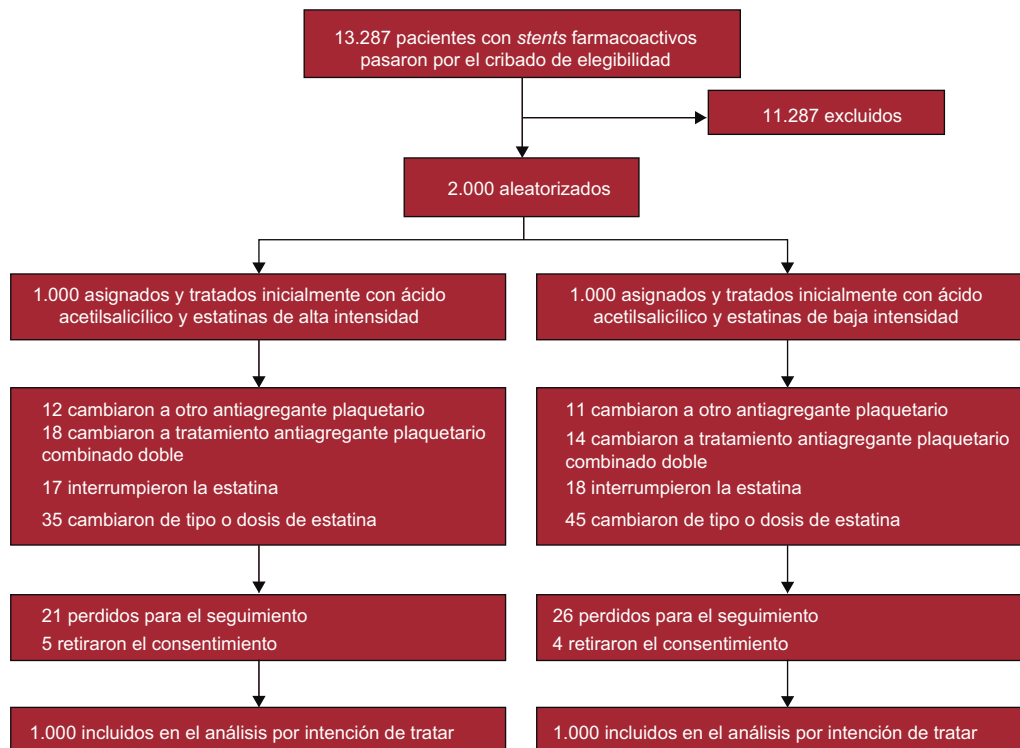 13.287 pacientes con stents farmacoactivos
pasaron por el cribado de elegibilidad
11.287 excluidos
2.000 aleatorizados
1.000 asignados y tratados inicialmente con ácido
acetilsalicílico y estatinas de alta intensidad
1.000 asignados y tratados inicialmente con ácido
acetilsalicílico y estatinas de baja intensidad
12 cambiaron a otro antiagregante plaquetario
18 cambiaron a tratamiento antiagregante plaquetario
combinado doble
17 interrumpieron la estatina
35 cambiaron de tipo o dosis de estatina
11 cambiaron a otro antiagregante plaquetario
14 cambiaron a tratamiento antiagregante plaquetario
combinado doble
18 interrumpieron la estatina
45 cambiaron de tipo o dosis de estatina
21 perdidos para el seguimiento
5 retiraron el consentimiento
26 perdidos para el seguimiento
4 retiraron el consentimiento
1.000 incluidos en el análisis por intención de tratar
1.000 incluidos en el análisis por intención de tratar